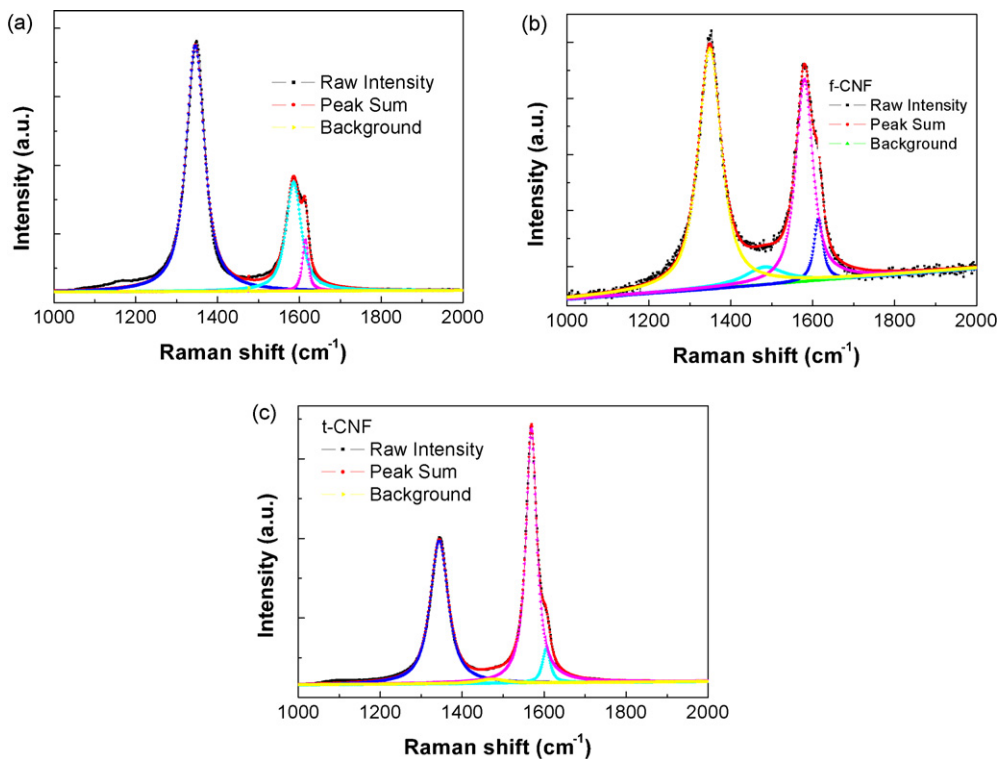 (a)
Raw Intensity
Peak Sum
Background
Intensity (a.u.)
1000 1200 1400 1600 1800 2000
Raman shift (cm⁻¹)
(b)
f-CNF
Raw Intensity
Peak Sum
Background
Intensity (a.u.)
1000 1200 1400 1600 1800 2000
Raman shift (cm⁻¹)
(c)
t-CNF
Raw Intensity
Peak Sum
Background
Intensity (a.u.)
1000 1200 1400 1600 1800 2000
Raman shift (cm⁻¹)